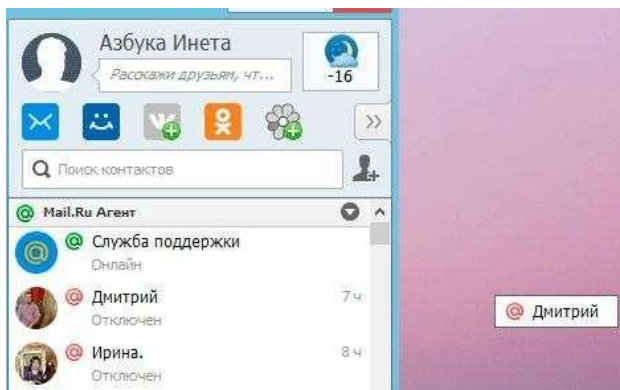 Азбука Инета
Расскажи друзьям, чт...
-16
Поиск контактов
Mail.Ru Агент
Служба поддержки
Онлайн
Дмитрий 7 ч
Отключен
Ирина. 8 ч
Отключен
Дмитрий